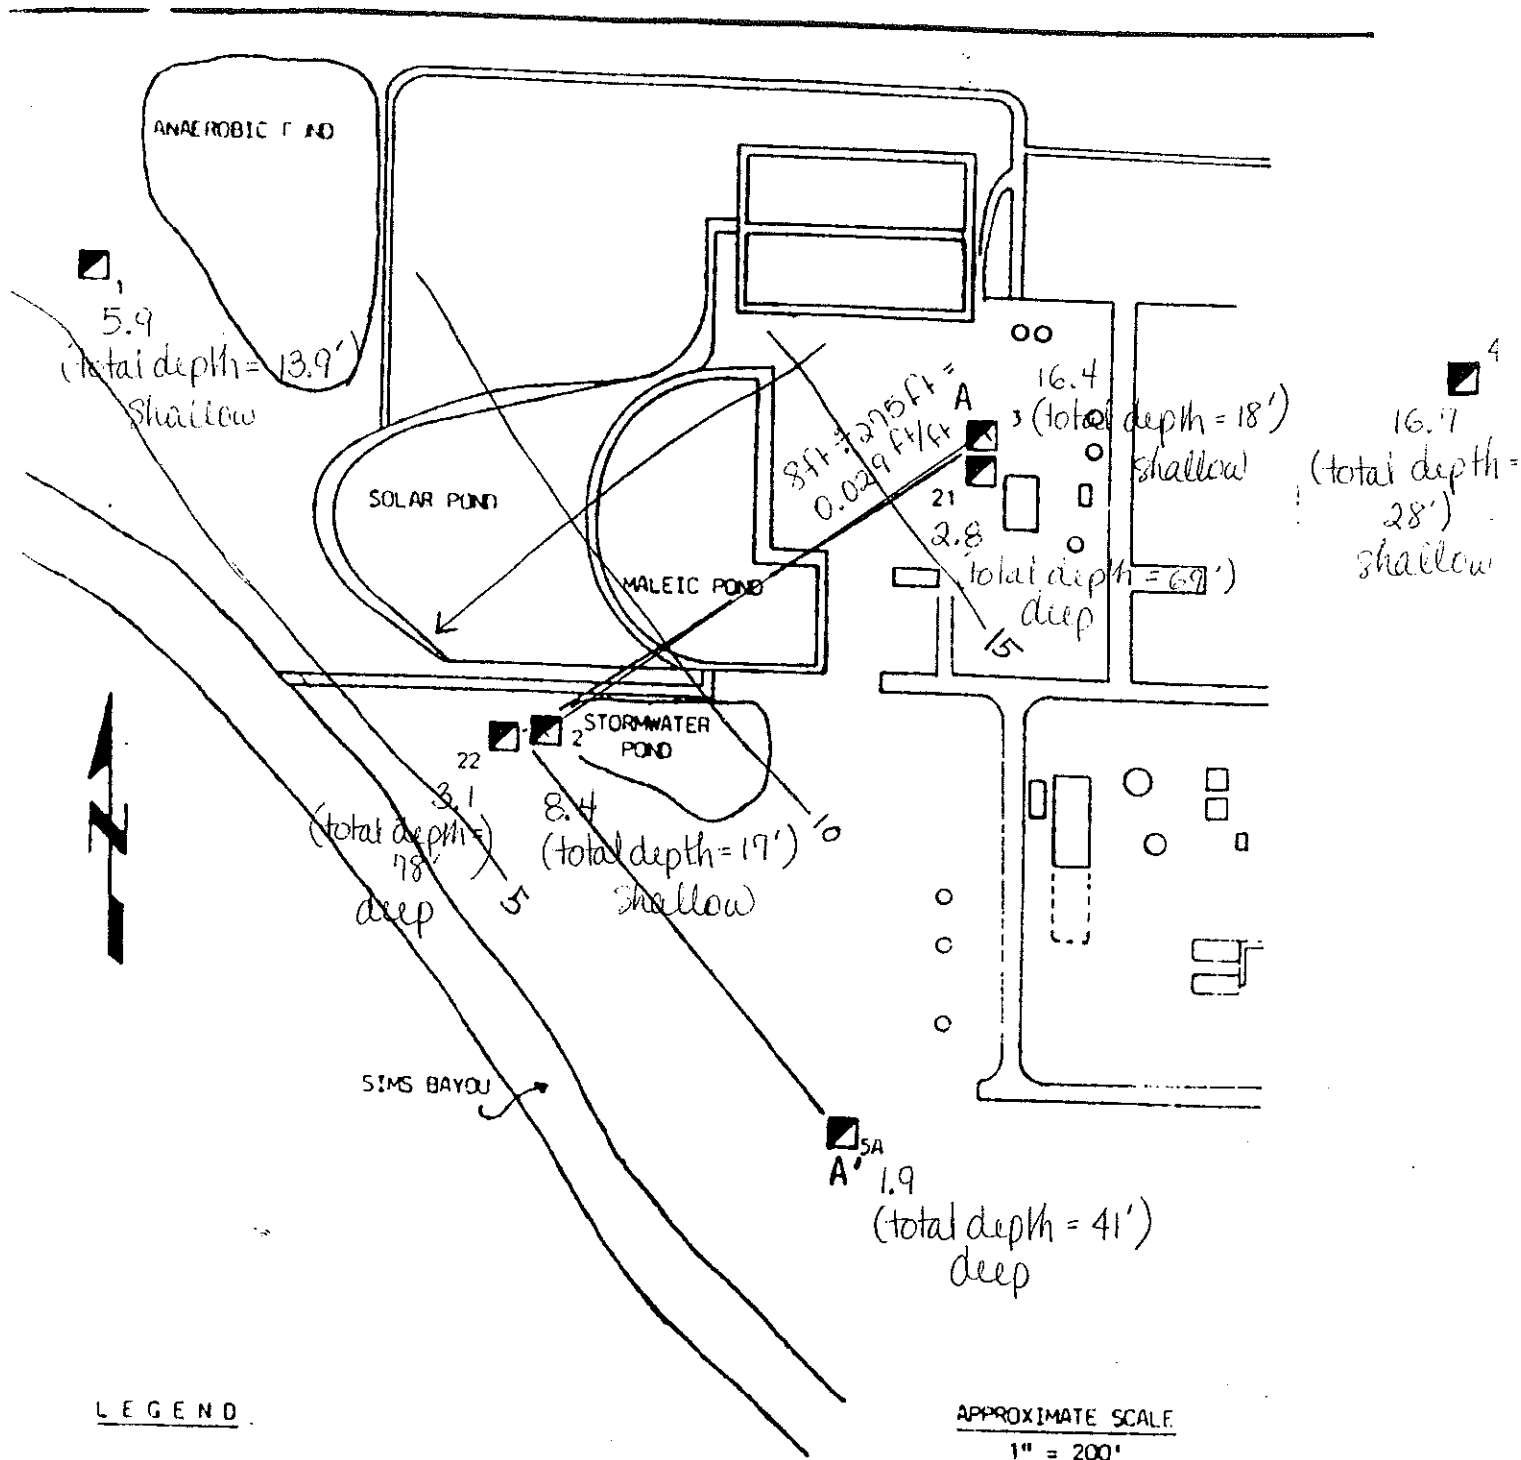 ANAEROBIC
1
5.9
(total depth = 13.9')
shallow
SOLAR POND
MALEIC POND
8ft ÷ 275ft =
0.029 ft/ft
A
16.4
3 (total depth = 18')
shallow
21
2.8
total depth = 69')
deep
15
4
16.7
(total depth =
28')
shallow
STORMWATER
POND
2
22
3.1
(total depth =)
78'
deep
8.4
(total depth = 17')
shallow
10
5
N
SIMS BAYOU
5A
A' 1.9
(total depth = 41')
deep
LEGEND
APPROXIMATE SCALE
1" = 200'